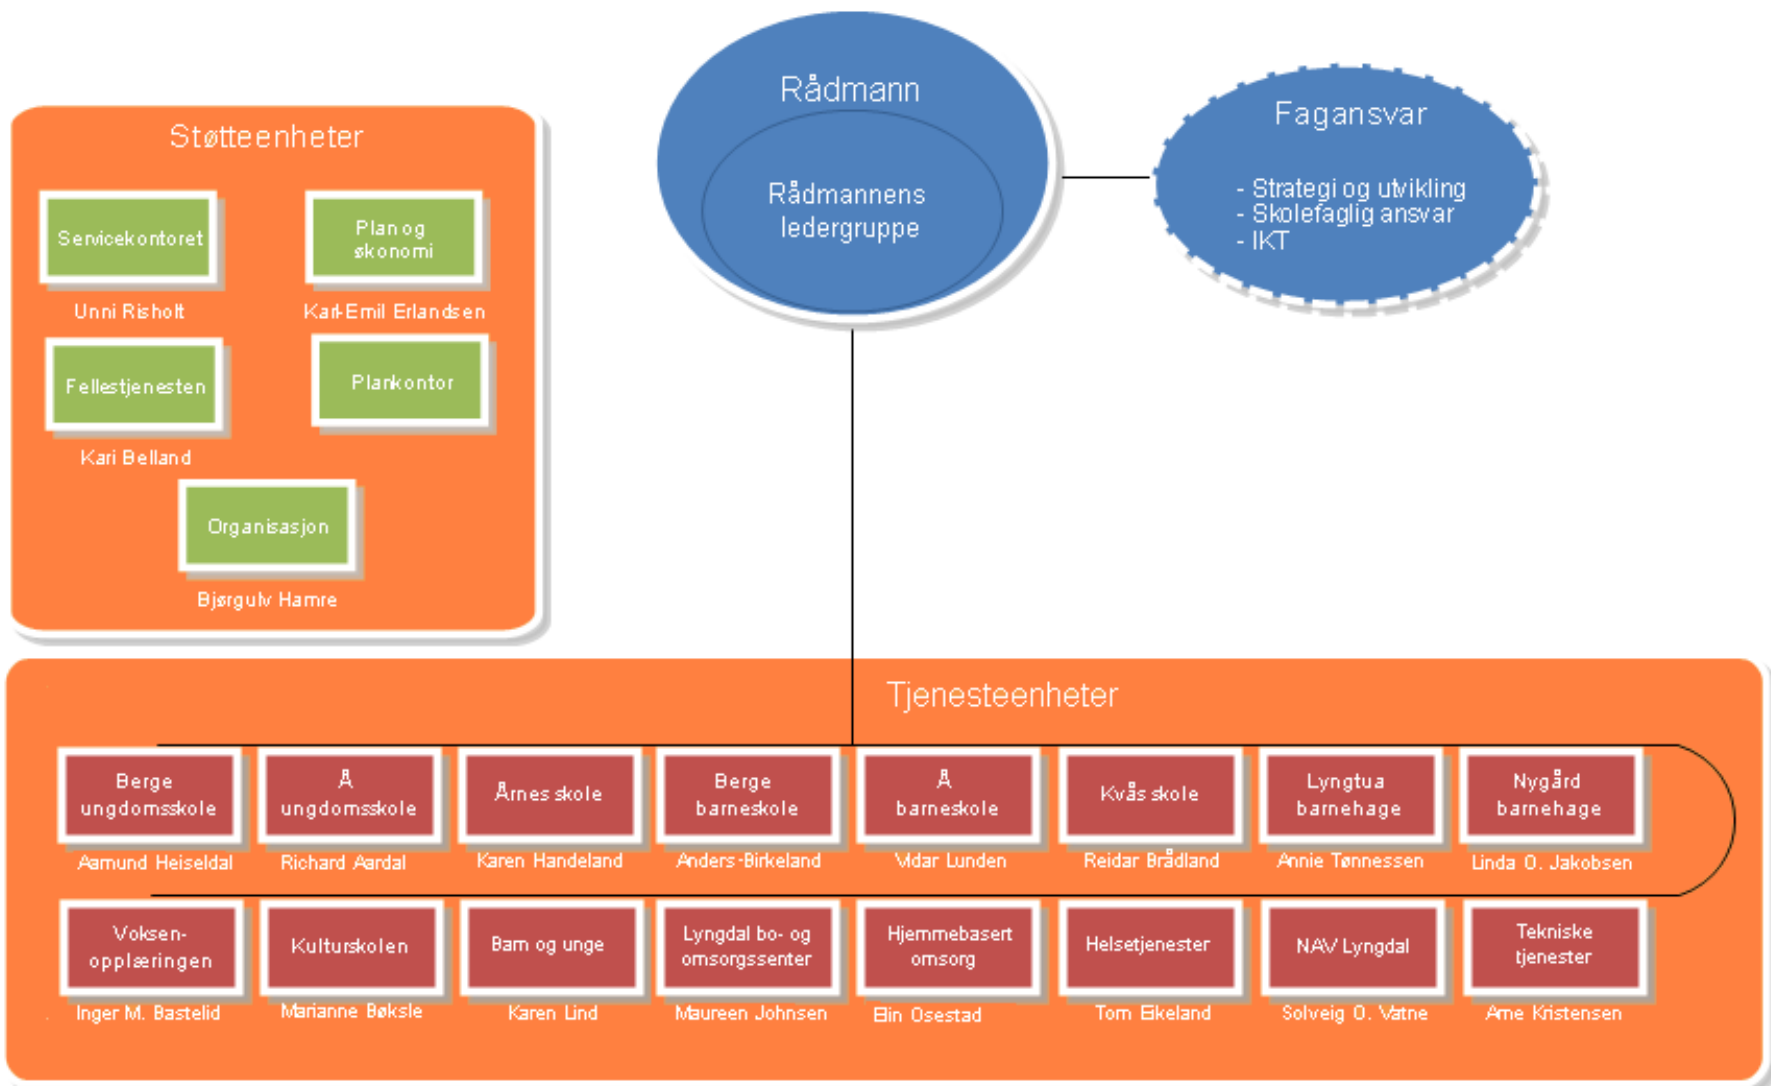 Rådmann
Rådmannens
ledergruppe
Fagansvar
- Strategi og utvikling
- Skolefaglig ansvar
- IKT
Støtteenheter
Servicekontoret
Unni Risholt
Plan og
økonomi
Karl-Emil Erlandsen
Fellestjenesten
Kari Belland
Plankontor
Organisasjon
Bjørgulv Hamre
Tjenesteenheter
Berge
ungdomsskole
Aamund Heiseldal
Å
ungdomsskole
Richard Aardal
Årnes skole
Karen Handeland
Berge
barneskole
Anders-Birkeland
Å
barneskole
Vidar Lunden
Kvås skole
Reidar Brådland
Lyngtua
barnehage
Annie Tønnessen
Nygård
barnehage
Linda O. Jakobsen
Voksen-
opplæringen
Inger M. Bastelid
Kulturskolen
Marianne Bøksle
Barn og unge
Karen Lind
Lyngdal bo- og
omsorgssenter
Maureen Johnsen
Hjemmebasert
omsorg
Elin Osestad
Helsetjenester
Tom Eikeland
NAV Lyngdal
Solveig O. Vatne
Tekniske
tjenester
Arne Kristensen